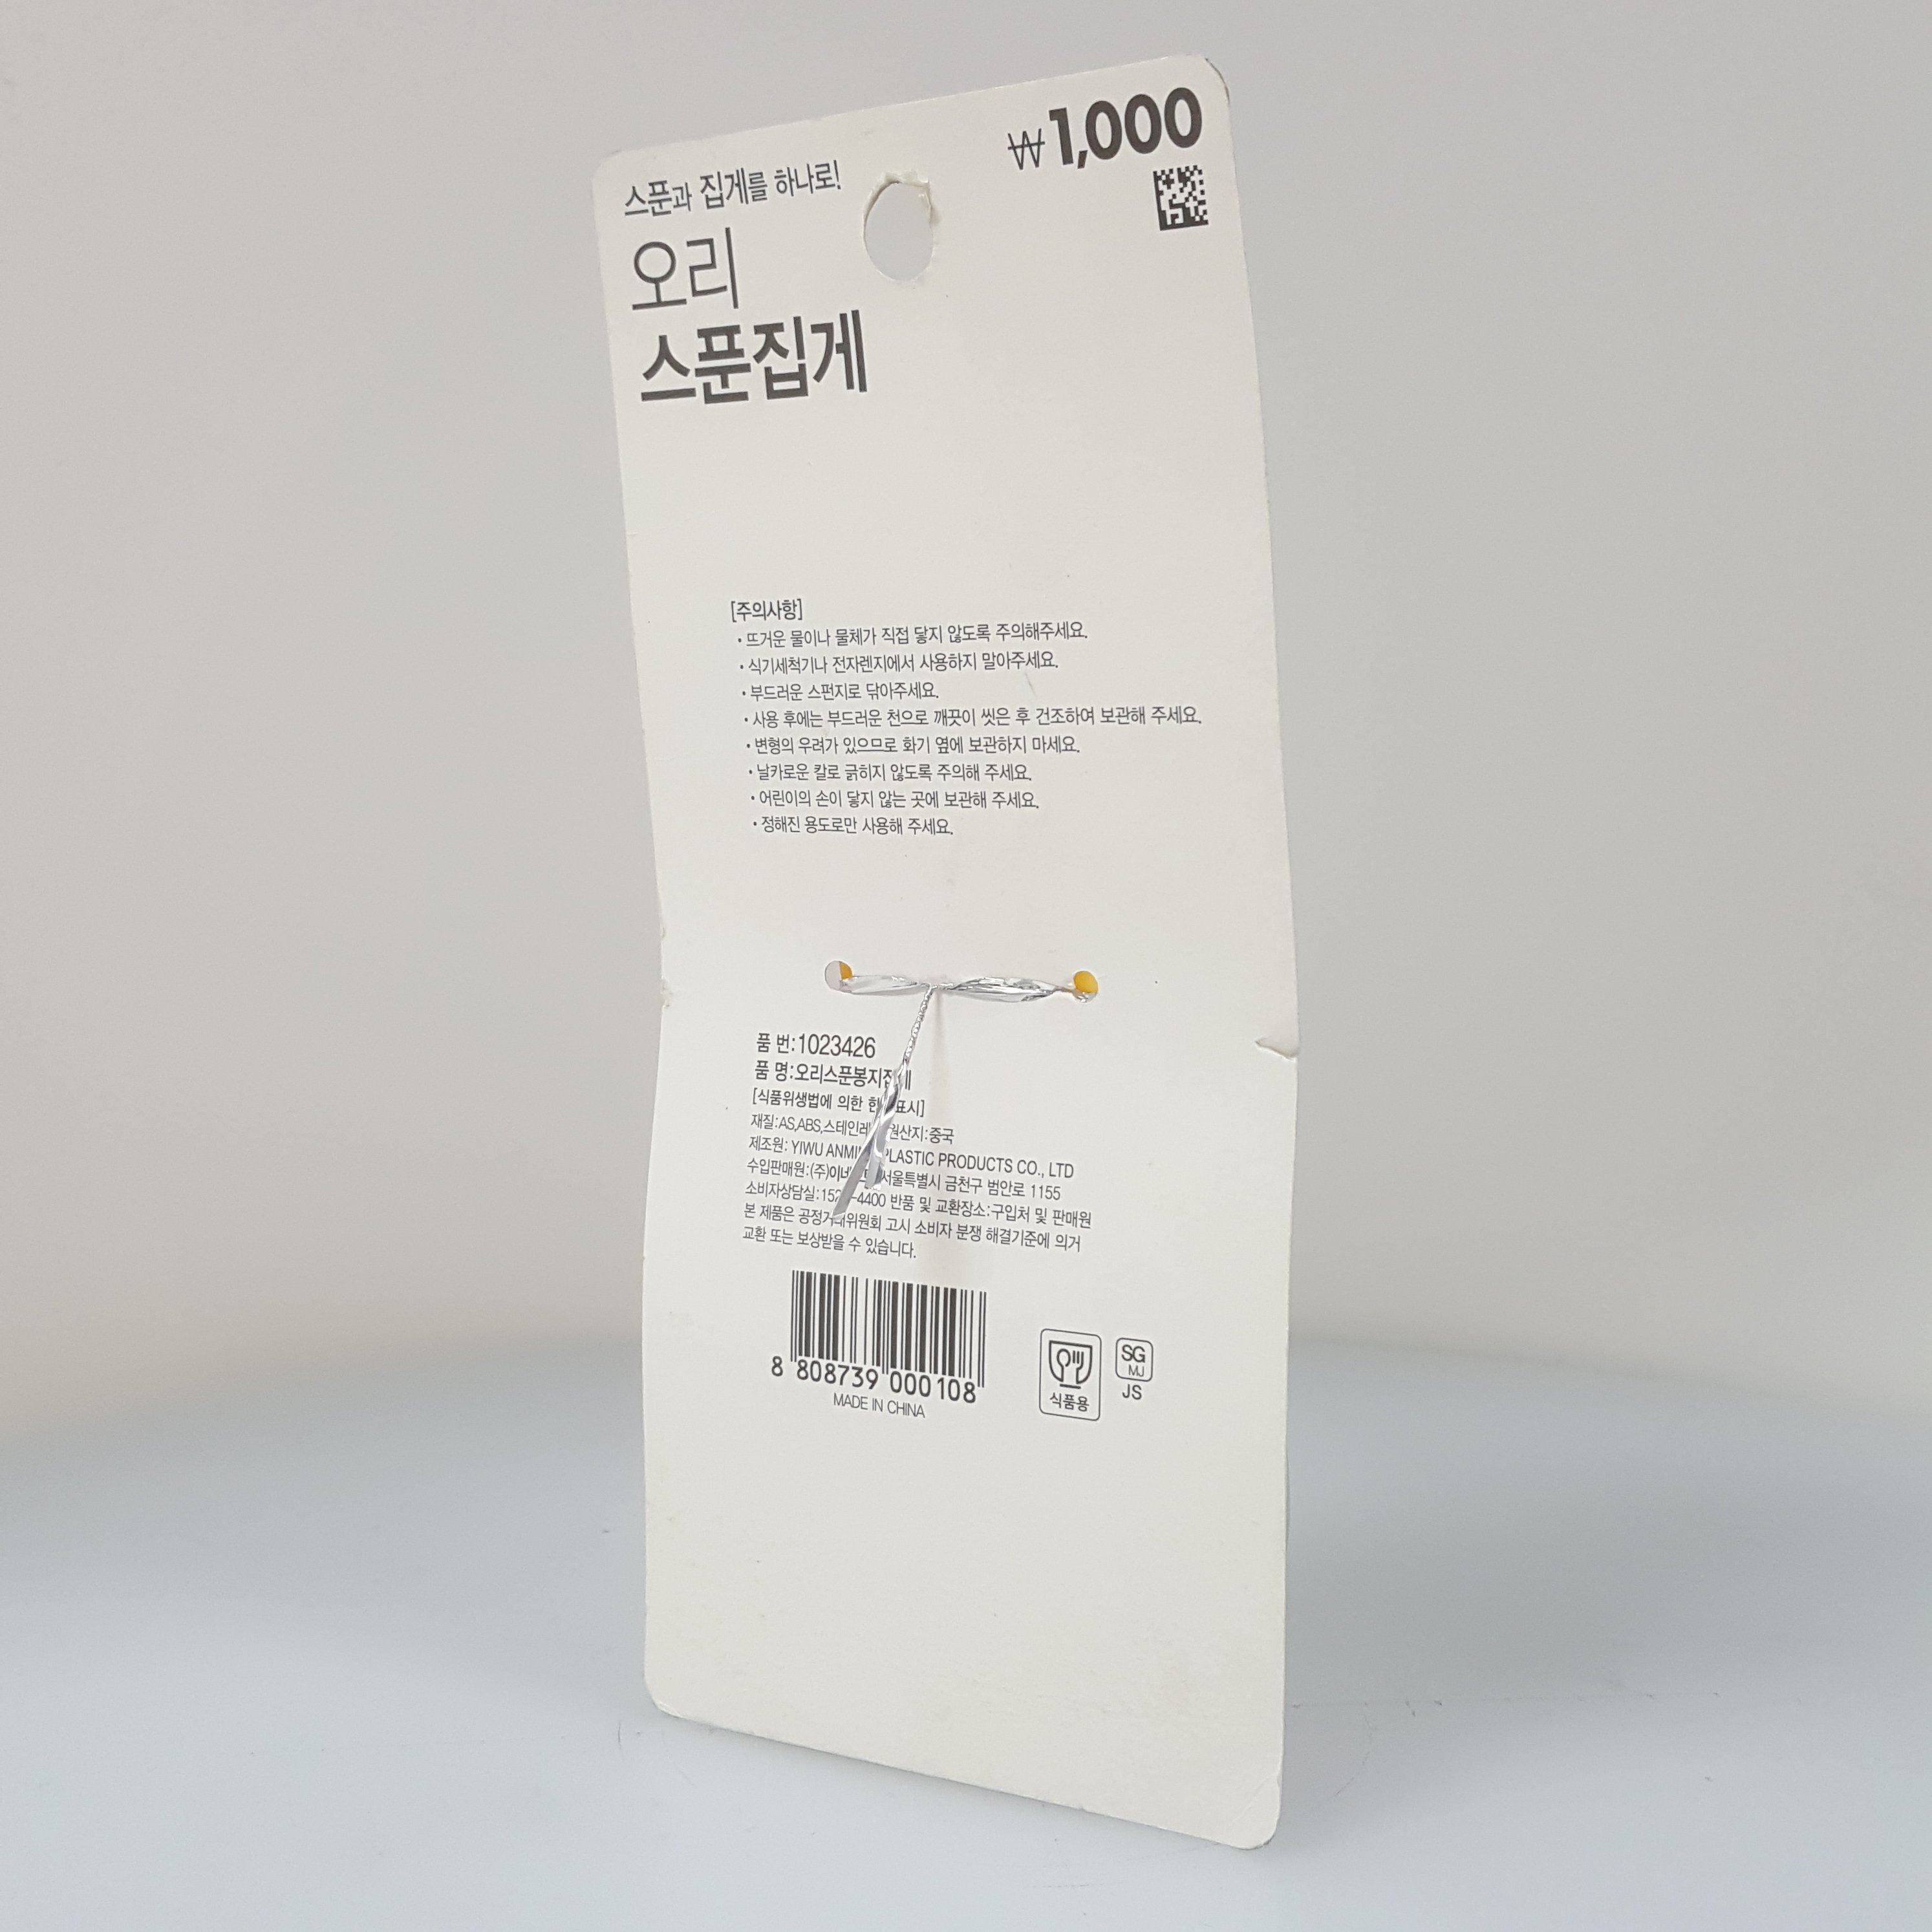 ₩1,000
스푼과 집게를 하나로!
오리
스푼집게
[주의사항]
• 뜨거운 물이나 물체가 직접 닿지 않도록 주의해주세요.
• 식기세척기나 전자렌지에서 사용하지 말아주세요.
• 부드러운 스펀지로 닦아주세요.
• 사용 후에는 부드러운 천으로 깨끗이 씻은 후 건조하여 보관해 주세요.
• 변형의 우려가 있으므로 화기 옆에 보관하지 마세요.
• 날카로운 칼로 긁히지 않도록 주의해 주세요.
• 어린이의 손이 닿지 않는 곳에 보관해 주세요.
• 정해진 용도로만 사용해 주세요.
품 번:1023426
품 명:오리스푼봉지집게
[식품위생법에 의한 표시]
재질:AS,ABS, 원산지:중국
제조원: YIWU PLASTIC PRODUCTS CO., LTD
수입판매원: 서울특별시 금천구 범안로 1155
소비자상담실: 반품 및 교환장소:구입처 및 판매원
본 제품은 공정거래위원회 고시 소비자 분쟁 해결기준에 의거
교환 또는 보상받을 수 있습니다.
8 808739 000108
MADE IN CHINA
식품용
SG
MJ
JS